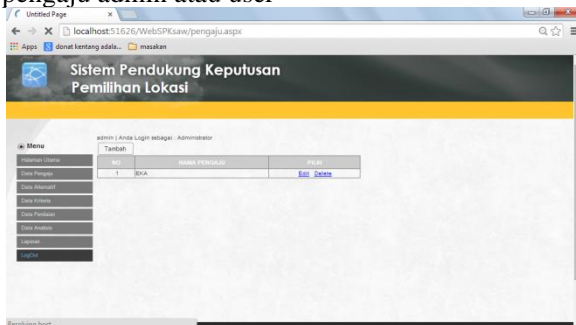 pengaju admin atau user
Untitled Page
localhost:51626/WebSPKsaw/pengaju.aspx
Apps donat kentang adala... masakan
Sistem Pendukung Keputusan
Pemilihan Lokasi
admin | Anda Login sebagai : Administrator
Menu
Tambah
Halaman Utama
Data Pengaju
Data Alternatif
Data Kriteria
Data Penilaian
Data Analisis
Laporan
LogOut
NO NAMA PENGAJU PILIH
1 EKA Edit Delete
Resolving host